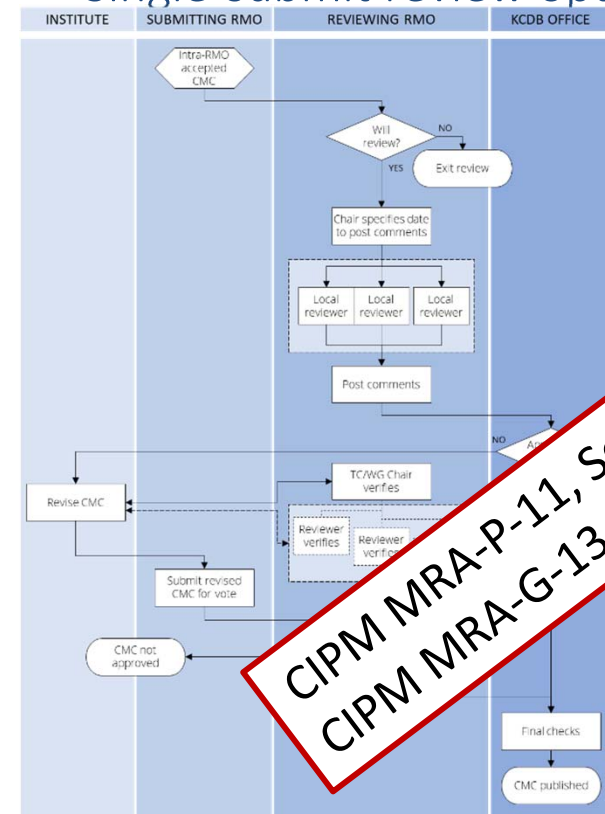 INSTITUTE
SUBMITTING RMO
REVIEWING RMO
KCDB OFFICE
Intra-RMO
accepted
CMC
Will
review?
NO
YES
Exit review
Chair specifies date
to post comments
Local
reviewer
Local
reviewer
Local
reviewer
Post comments
NO
TC/WG Chair
verifies
Revise CMC
Reviewer
verifies
Reviewer
verifies
Submit revised
CMC for vote
CMC not
approved
CIPM MRA-P-11,
CIPM MRA-G-13
Final checks
CMC published